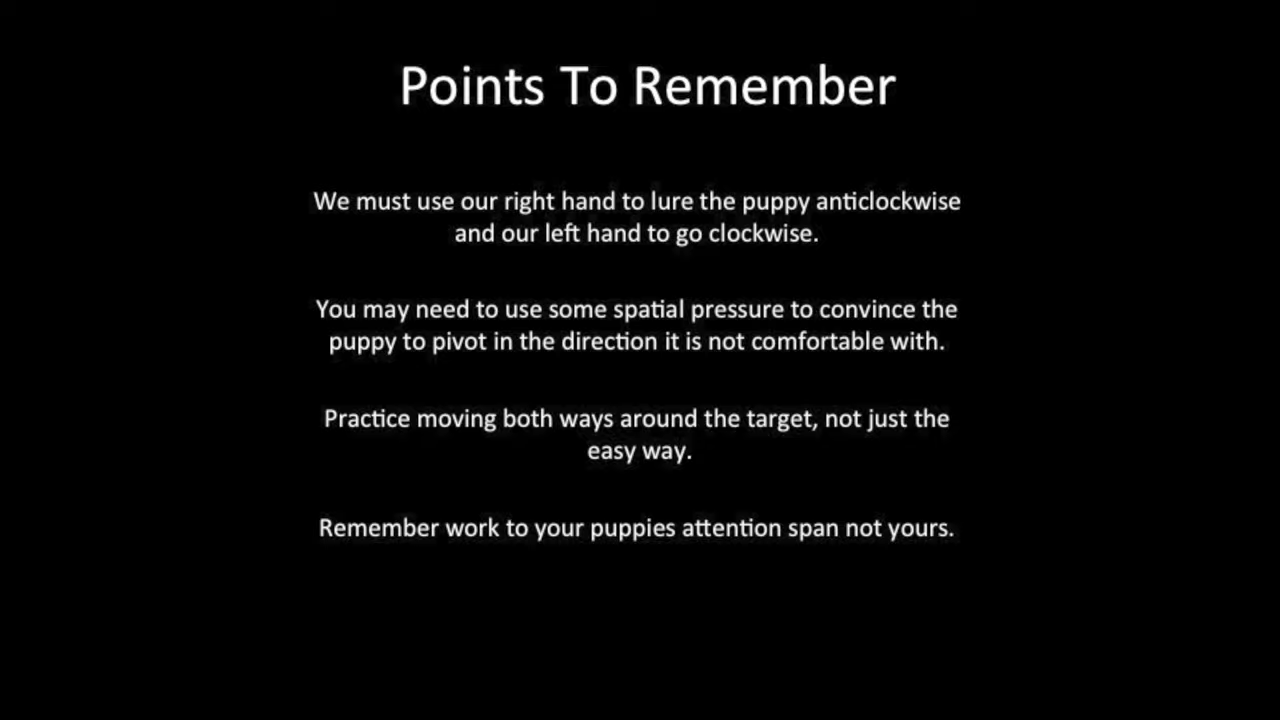 Points To Remember
We must use our right hand to lure the puppy anticlockwise
and our left hand to go clockwise.
You may need to use some spatial pressure to convince the
puppy to pivot in the direction it is not comfortable with.
Practice moving both ways around the target, not just the
easy way.
Remember work to your puppies attention span not yours.